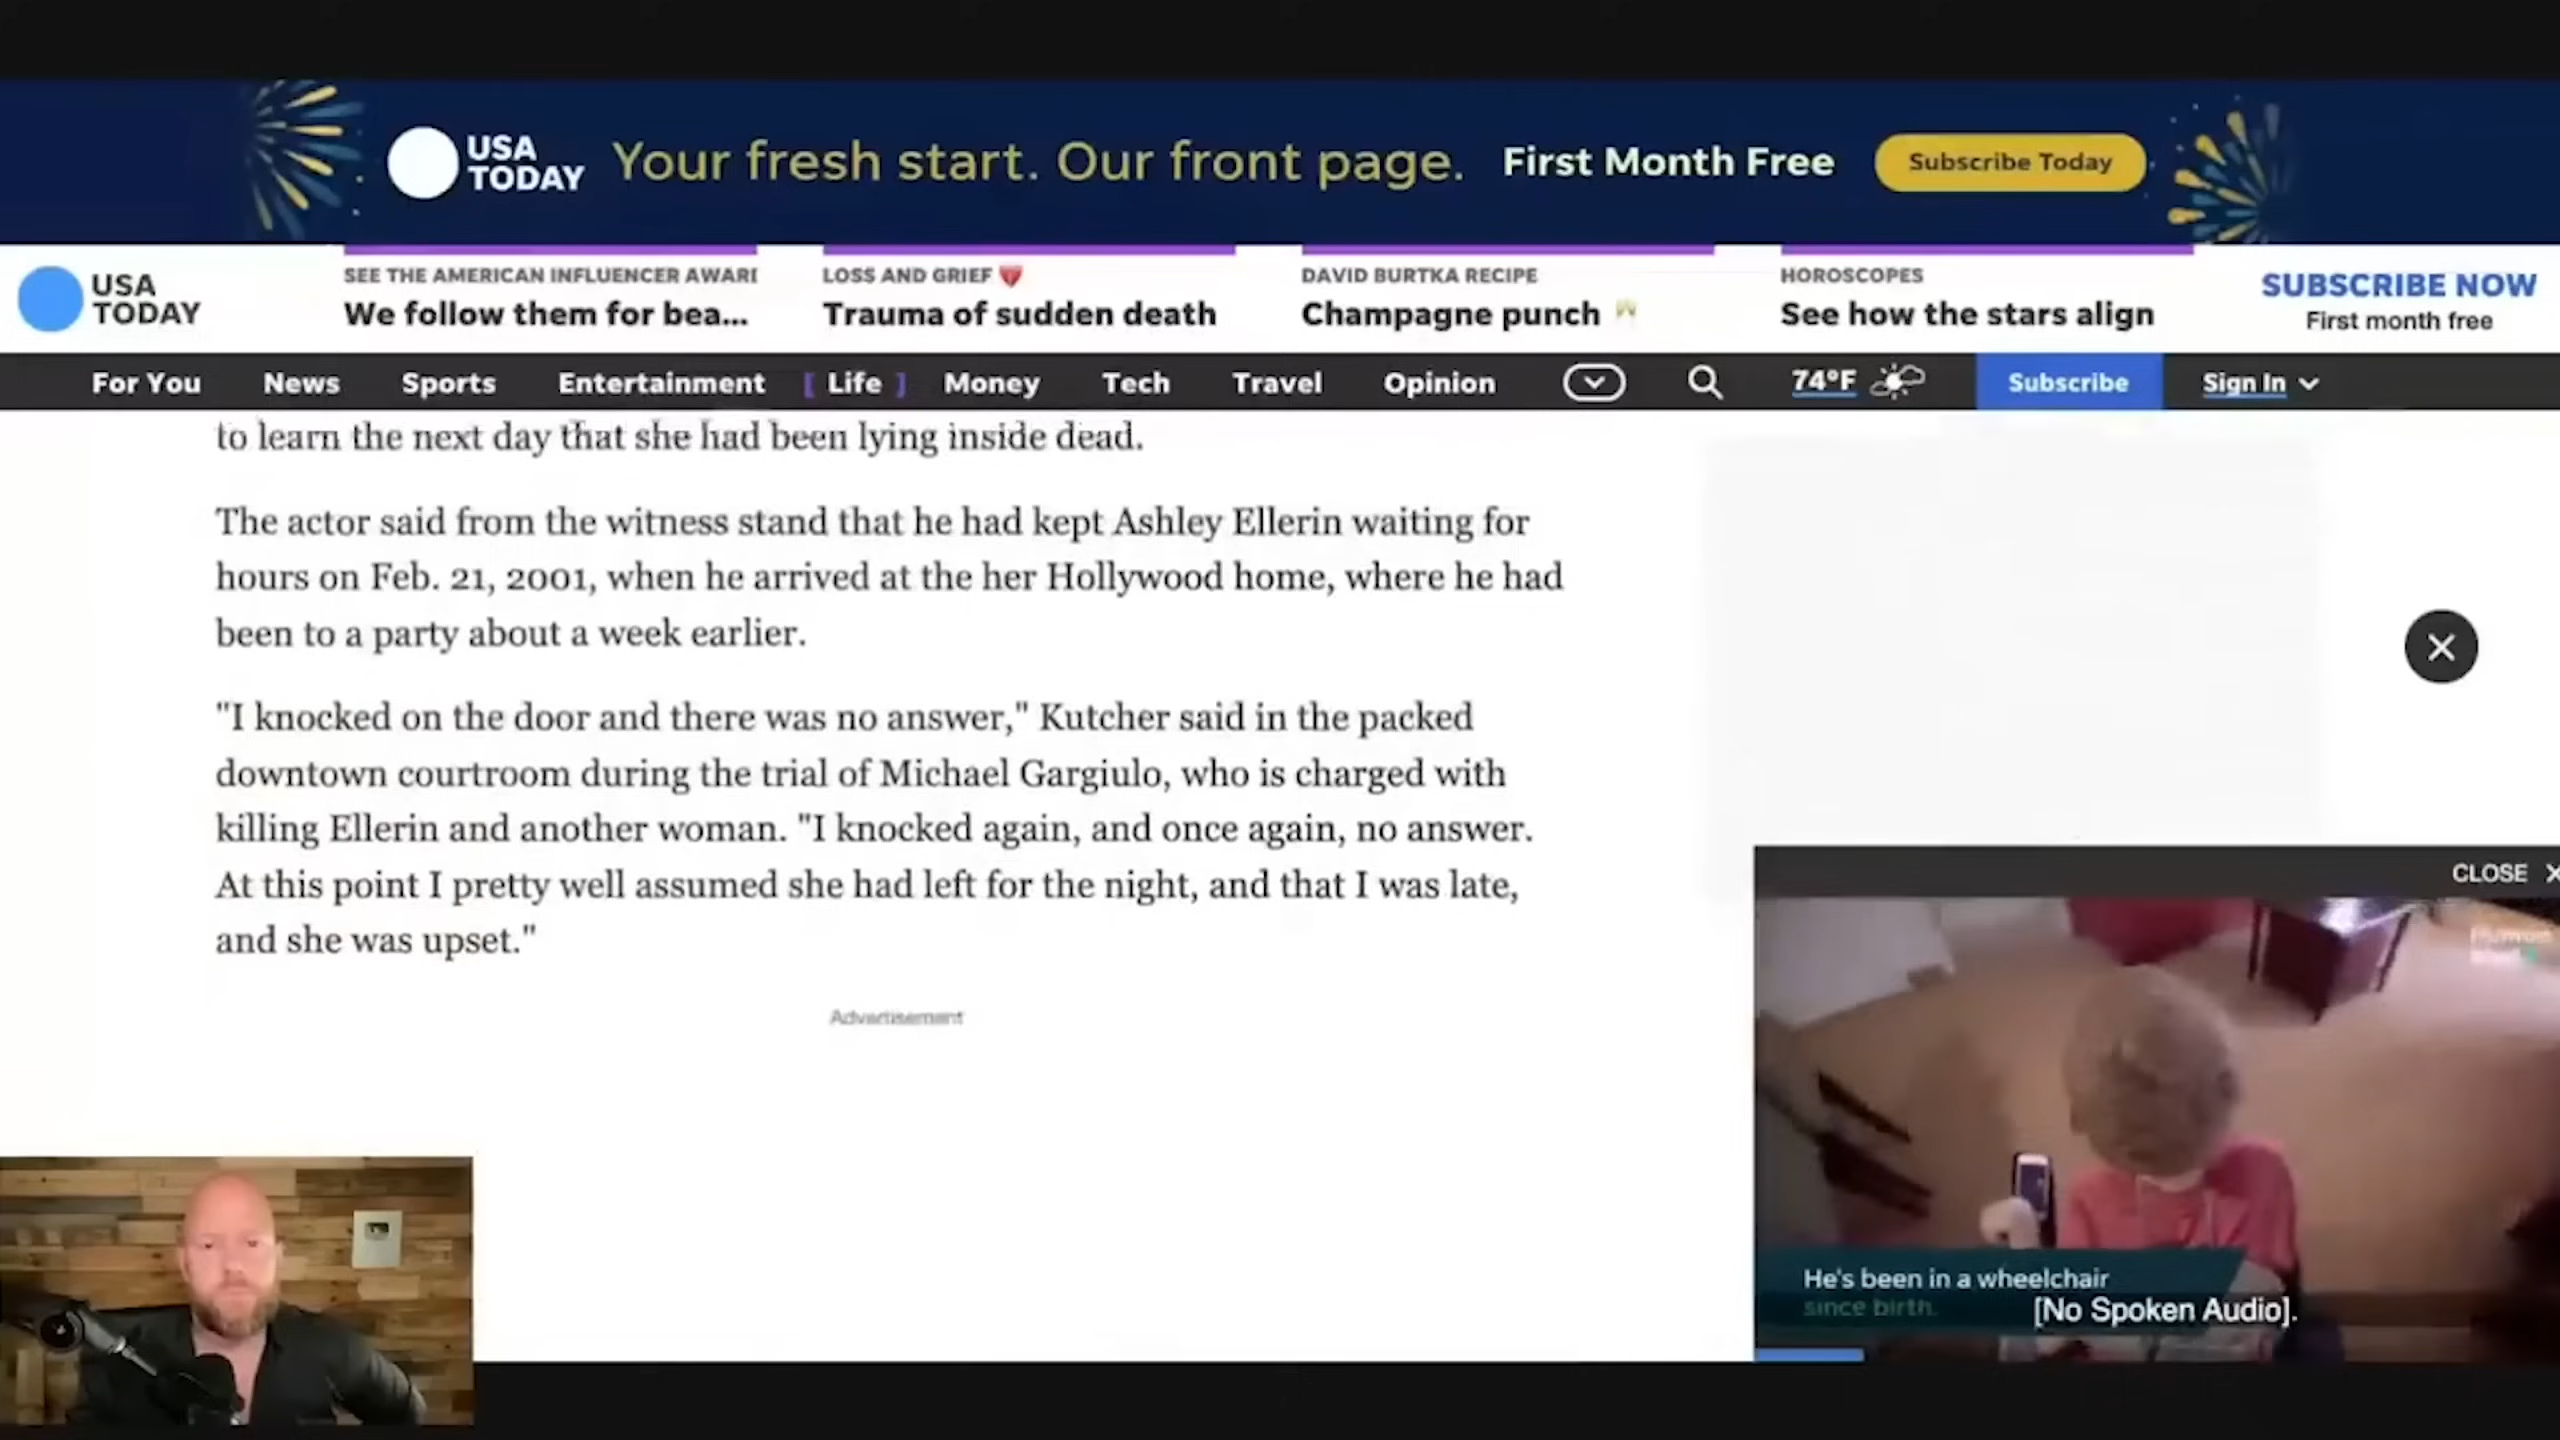 USA
TODAY
Your fresh start. Our front page.
First Month Free
Subscribe Today
USA
TODAY
SEE THE AMERICAN INFLUENCER AWARI
We follow them for bea...
LOSS AND GRIEF
Trauma of sudden death
DAVID BURTKA RECIPE
Champagne punch
HOROSCOPES
See how the stars align
SUBSCRIBE NOW
First month free
For You
News
Sports
Entertainment
[ Life ]
Money
Tech
Travel
Opinion
74°F
Subscribe
Sign In
to learn the next day that she had been lying inside dead.
The actor said from the witness stand that he had kept Ashley Ellerin waiting for
hours on Feb. 21, 2001, when he arrived at the her Hollywood home, where he had
been to a party about a week earlier.
"I knocked on the door and there was no answer," Kutcher said in the packed
downtown courtroom during the trial of Michael Gargiulo, who is charged with
killing Ellerin and another woman. "I knocked again, and once again, no answer.
At this point I pretty well assumed she had left for the night, and that I was late,
and she was upset."
Advertisement
CLOSE X
He's been in a wheelchair
since birth.
[No Spoken Audio].